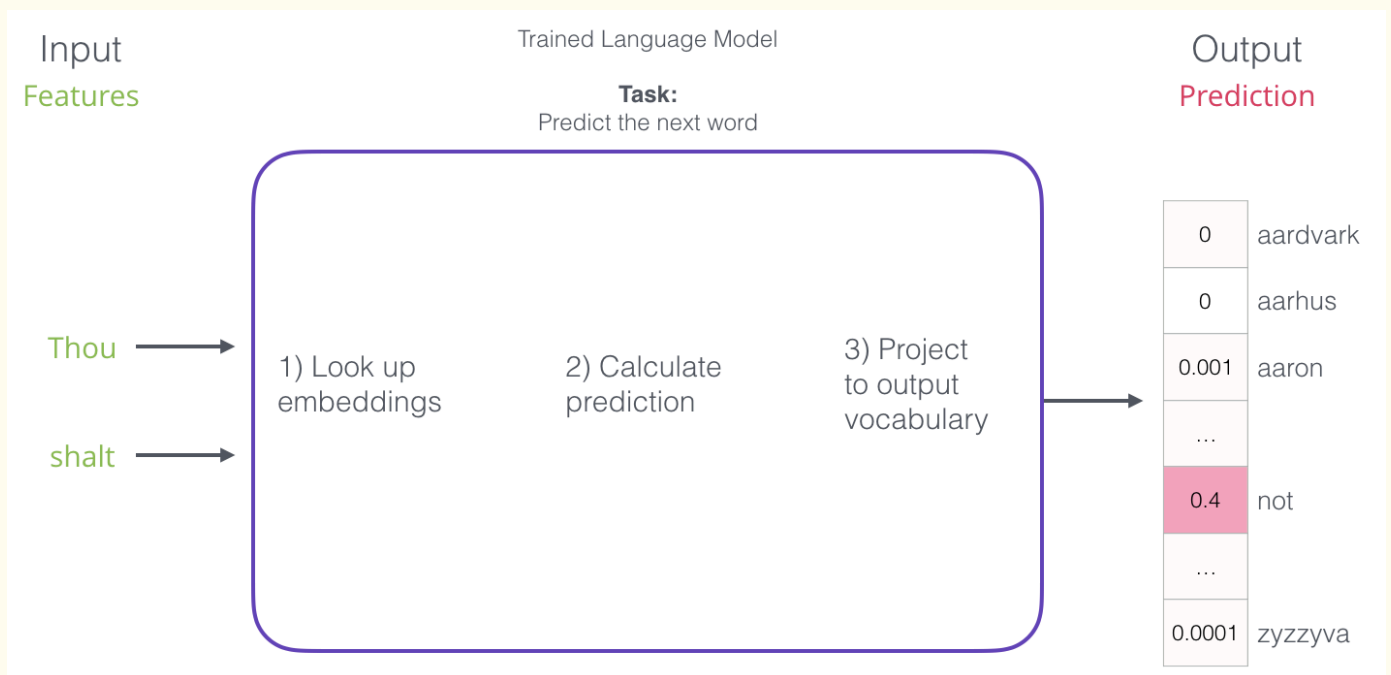 Input
Features
Trained Language Model
Task:
Predict the next word
Output
Prediction
Thou
shalt
1) Look up
embeddings
2) Calculate
prediction
3) Project
to output
vocabulary
0 aardvark
0 aarhus
0.001 aaron
...
0.4 not
...
0.0001 zyzzyva